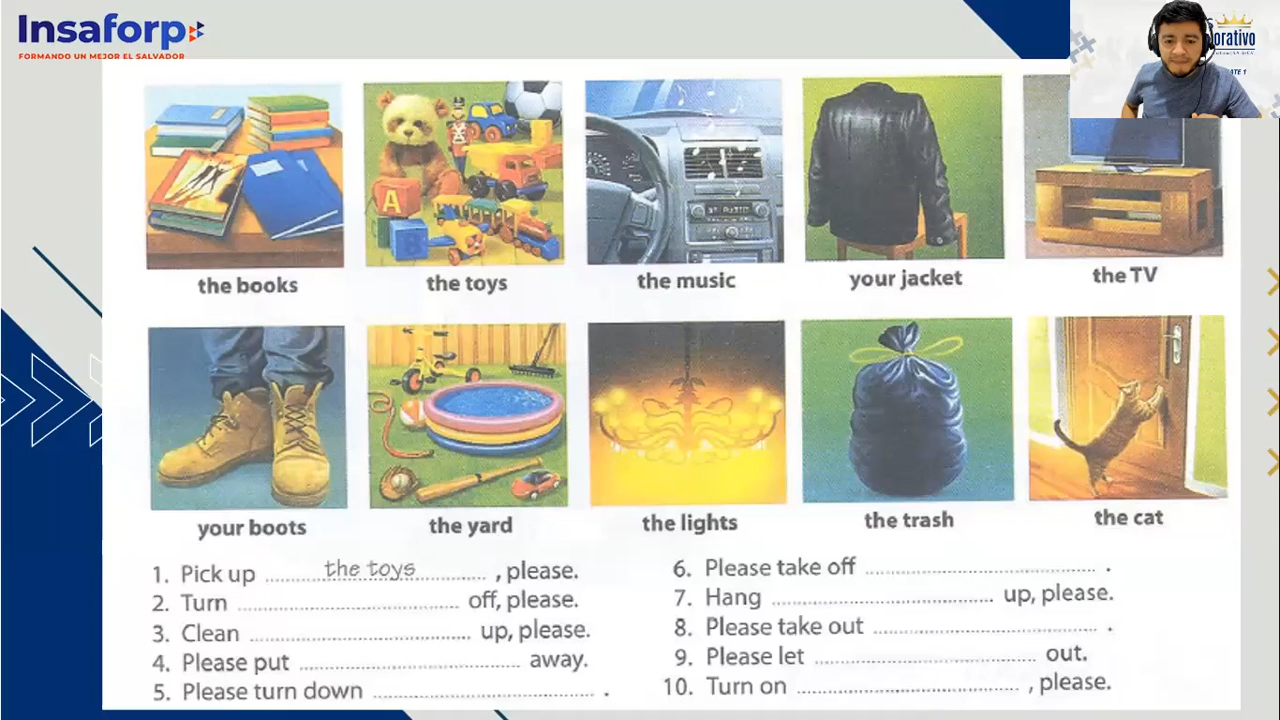 Insaforp
FORMANDO UN MEJOR EL SALVADOR
orativo
the books
the toys
the music
your jacket
the TV
your boots
the yard
the lights
the trash
the cat
1. Pick up the toys , please.
2. Turn .......... off, please.
3. Clean .......... up, please.
4. Please put .......... away.
5. Please turn down .......... .
6. Please take off .......... .
7. Hang .......... up, please.
8. Please take out .......... .
9. Please let .......... out.
10. Turn on .......... , please.